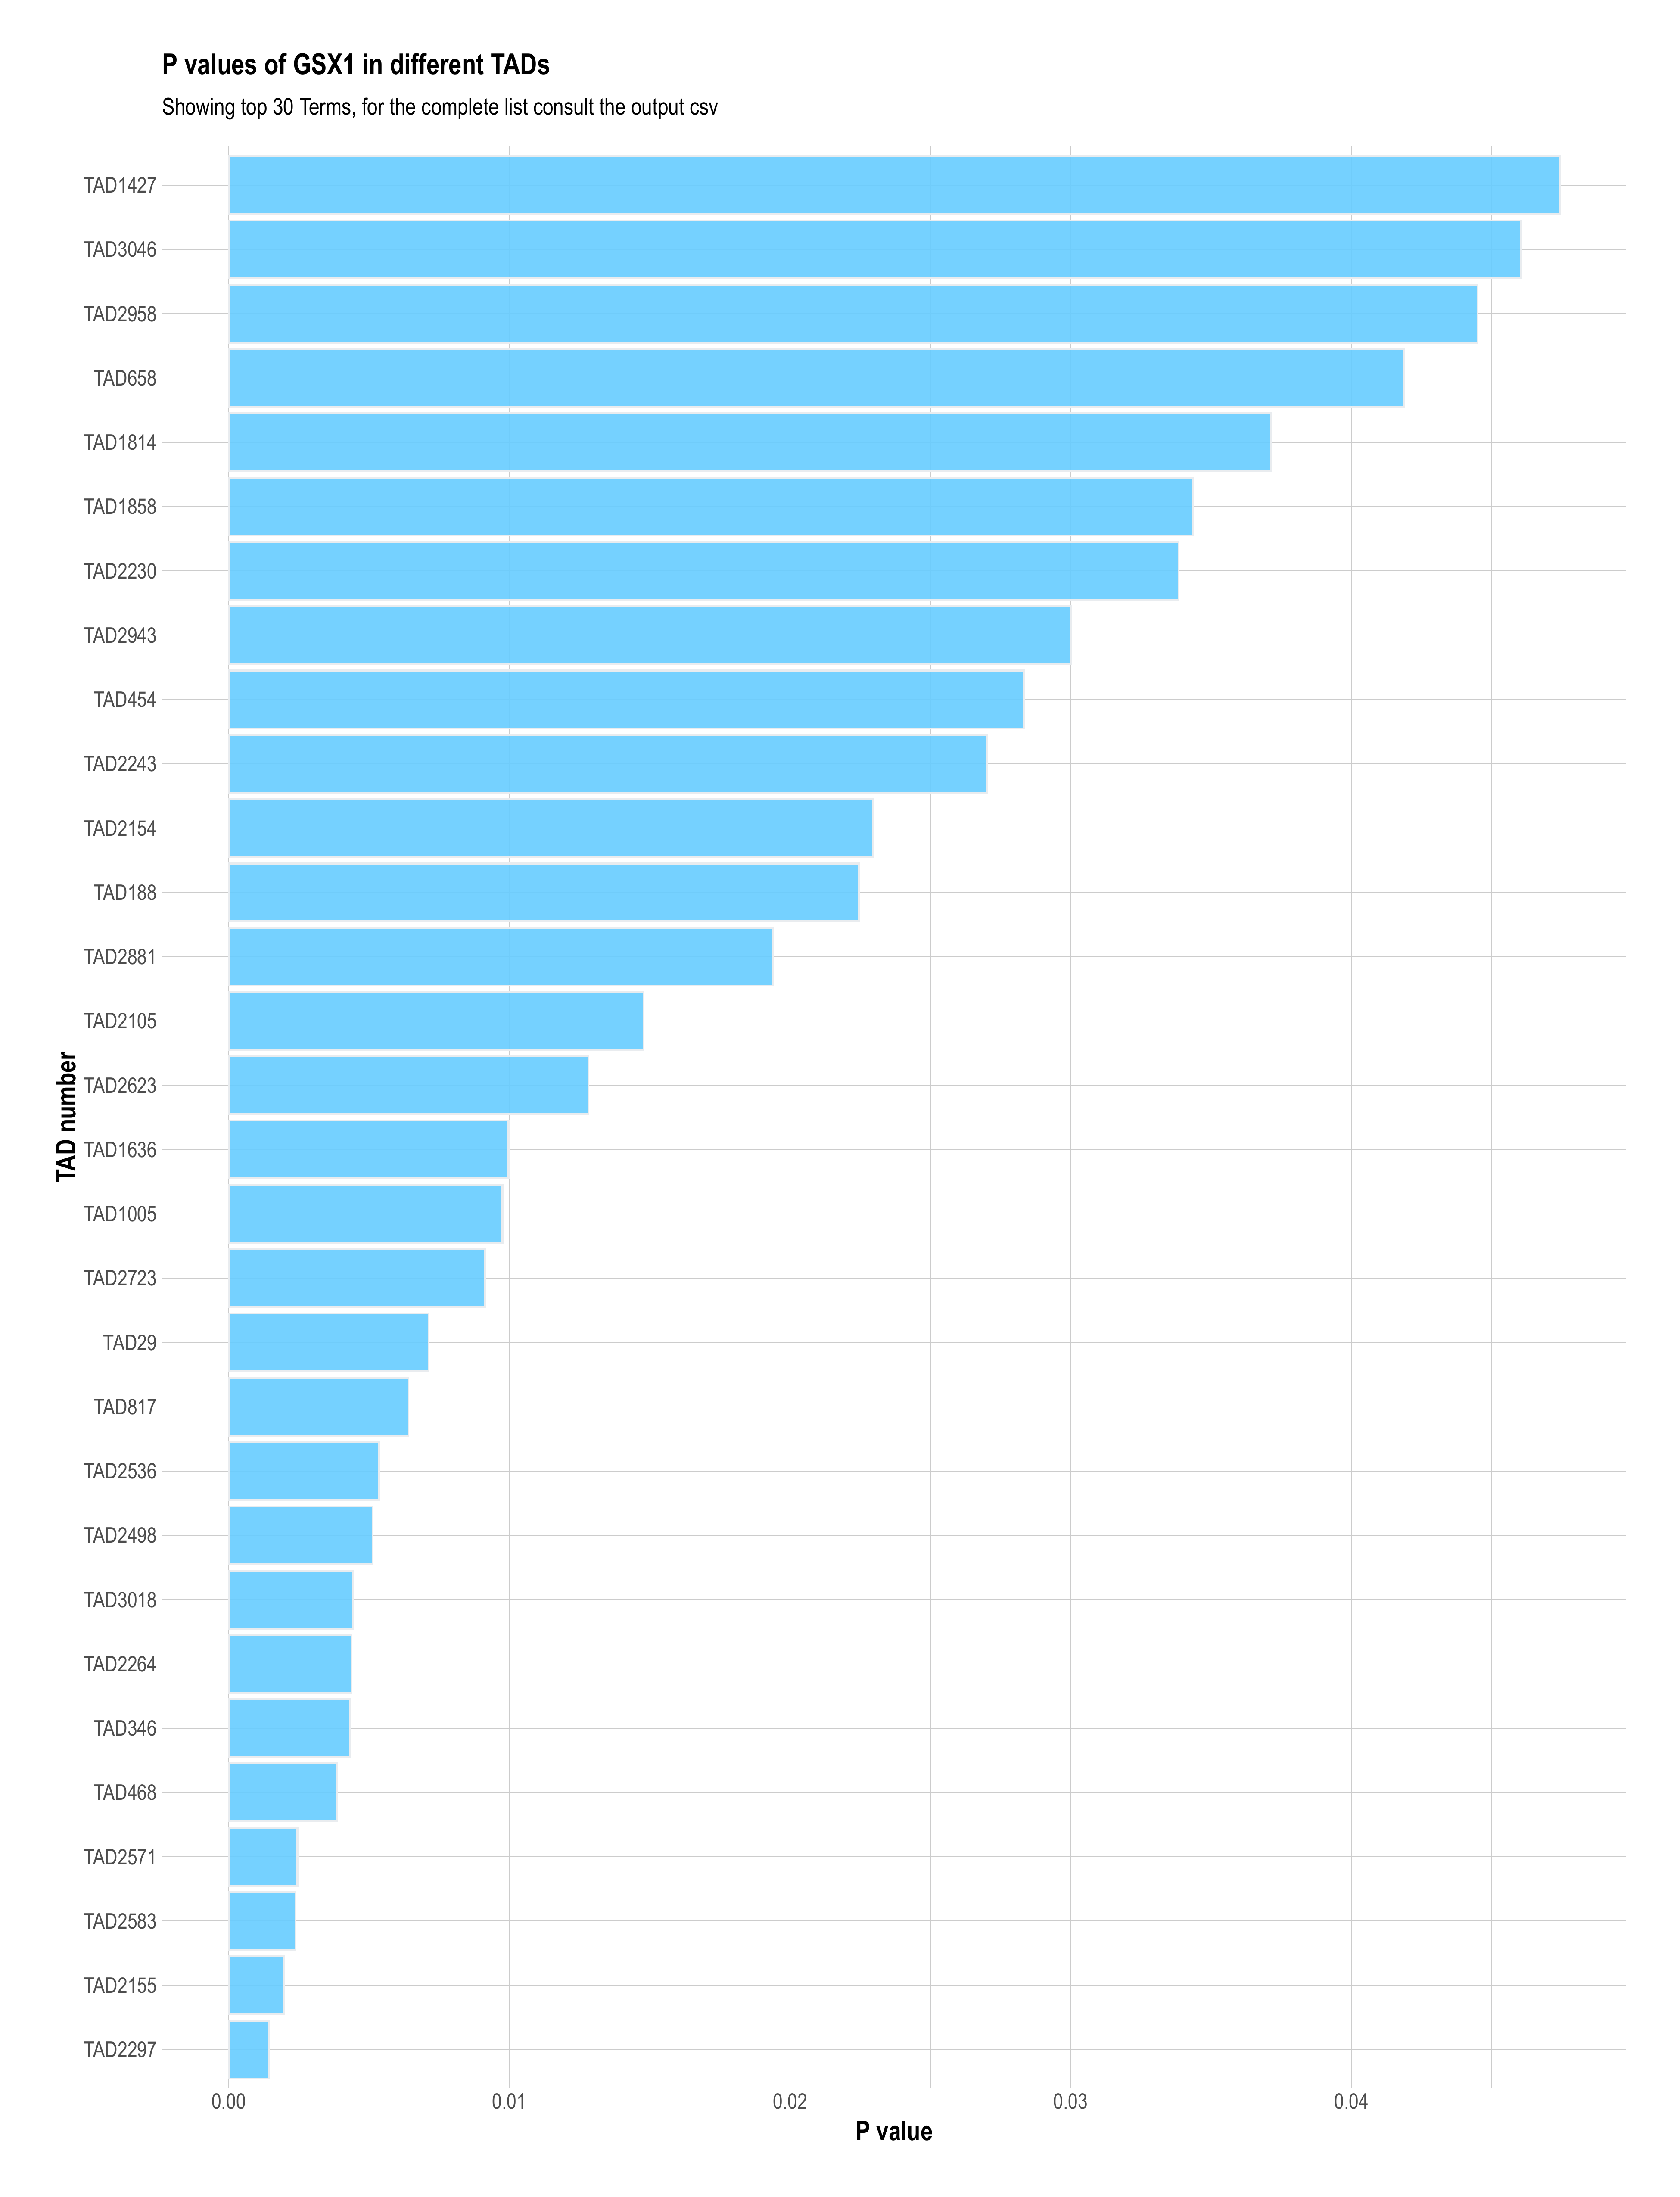 P values of GSX1 in different TADs
Showing top 30 Terms, for the complete list consult the output csv
TAD1427
TAD3046
TAD2958
TAD658
TAD1814
TAD1858
TAD2230
TAD2943
TAD454
TAD2243
TAD2154
TAD188
TAD2881
TAD2105
TAD2623
TAD1636
TAD1005
TAD2723
TAD29
TAD817
TAD2536
TAD2498
TAD3018
TAD2264
TAD346
TAD468
TAD2571
TAD2583
TAD2155
TAD2297
TAD number
0.00 0.01 0.02 0.03 0.04
P value